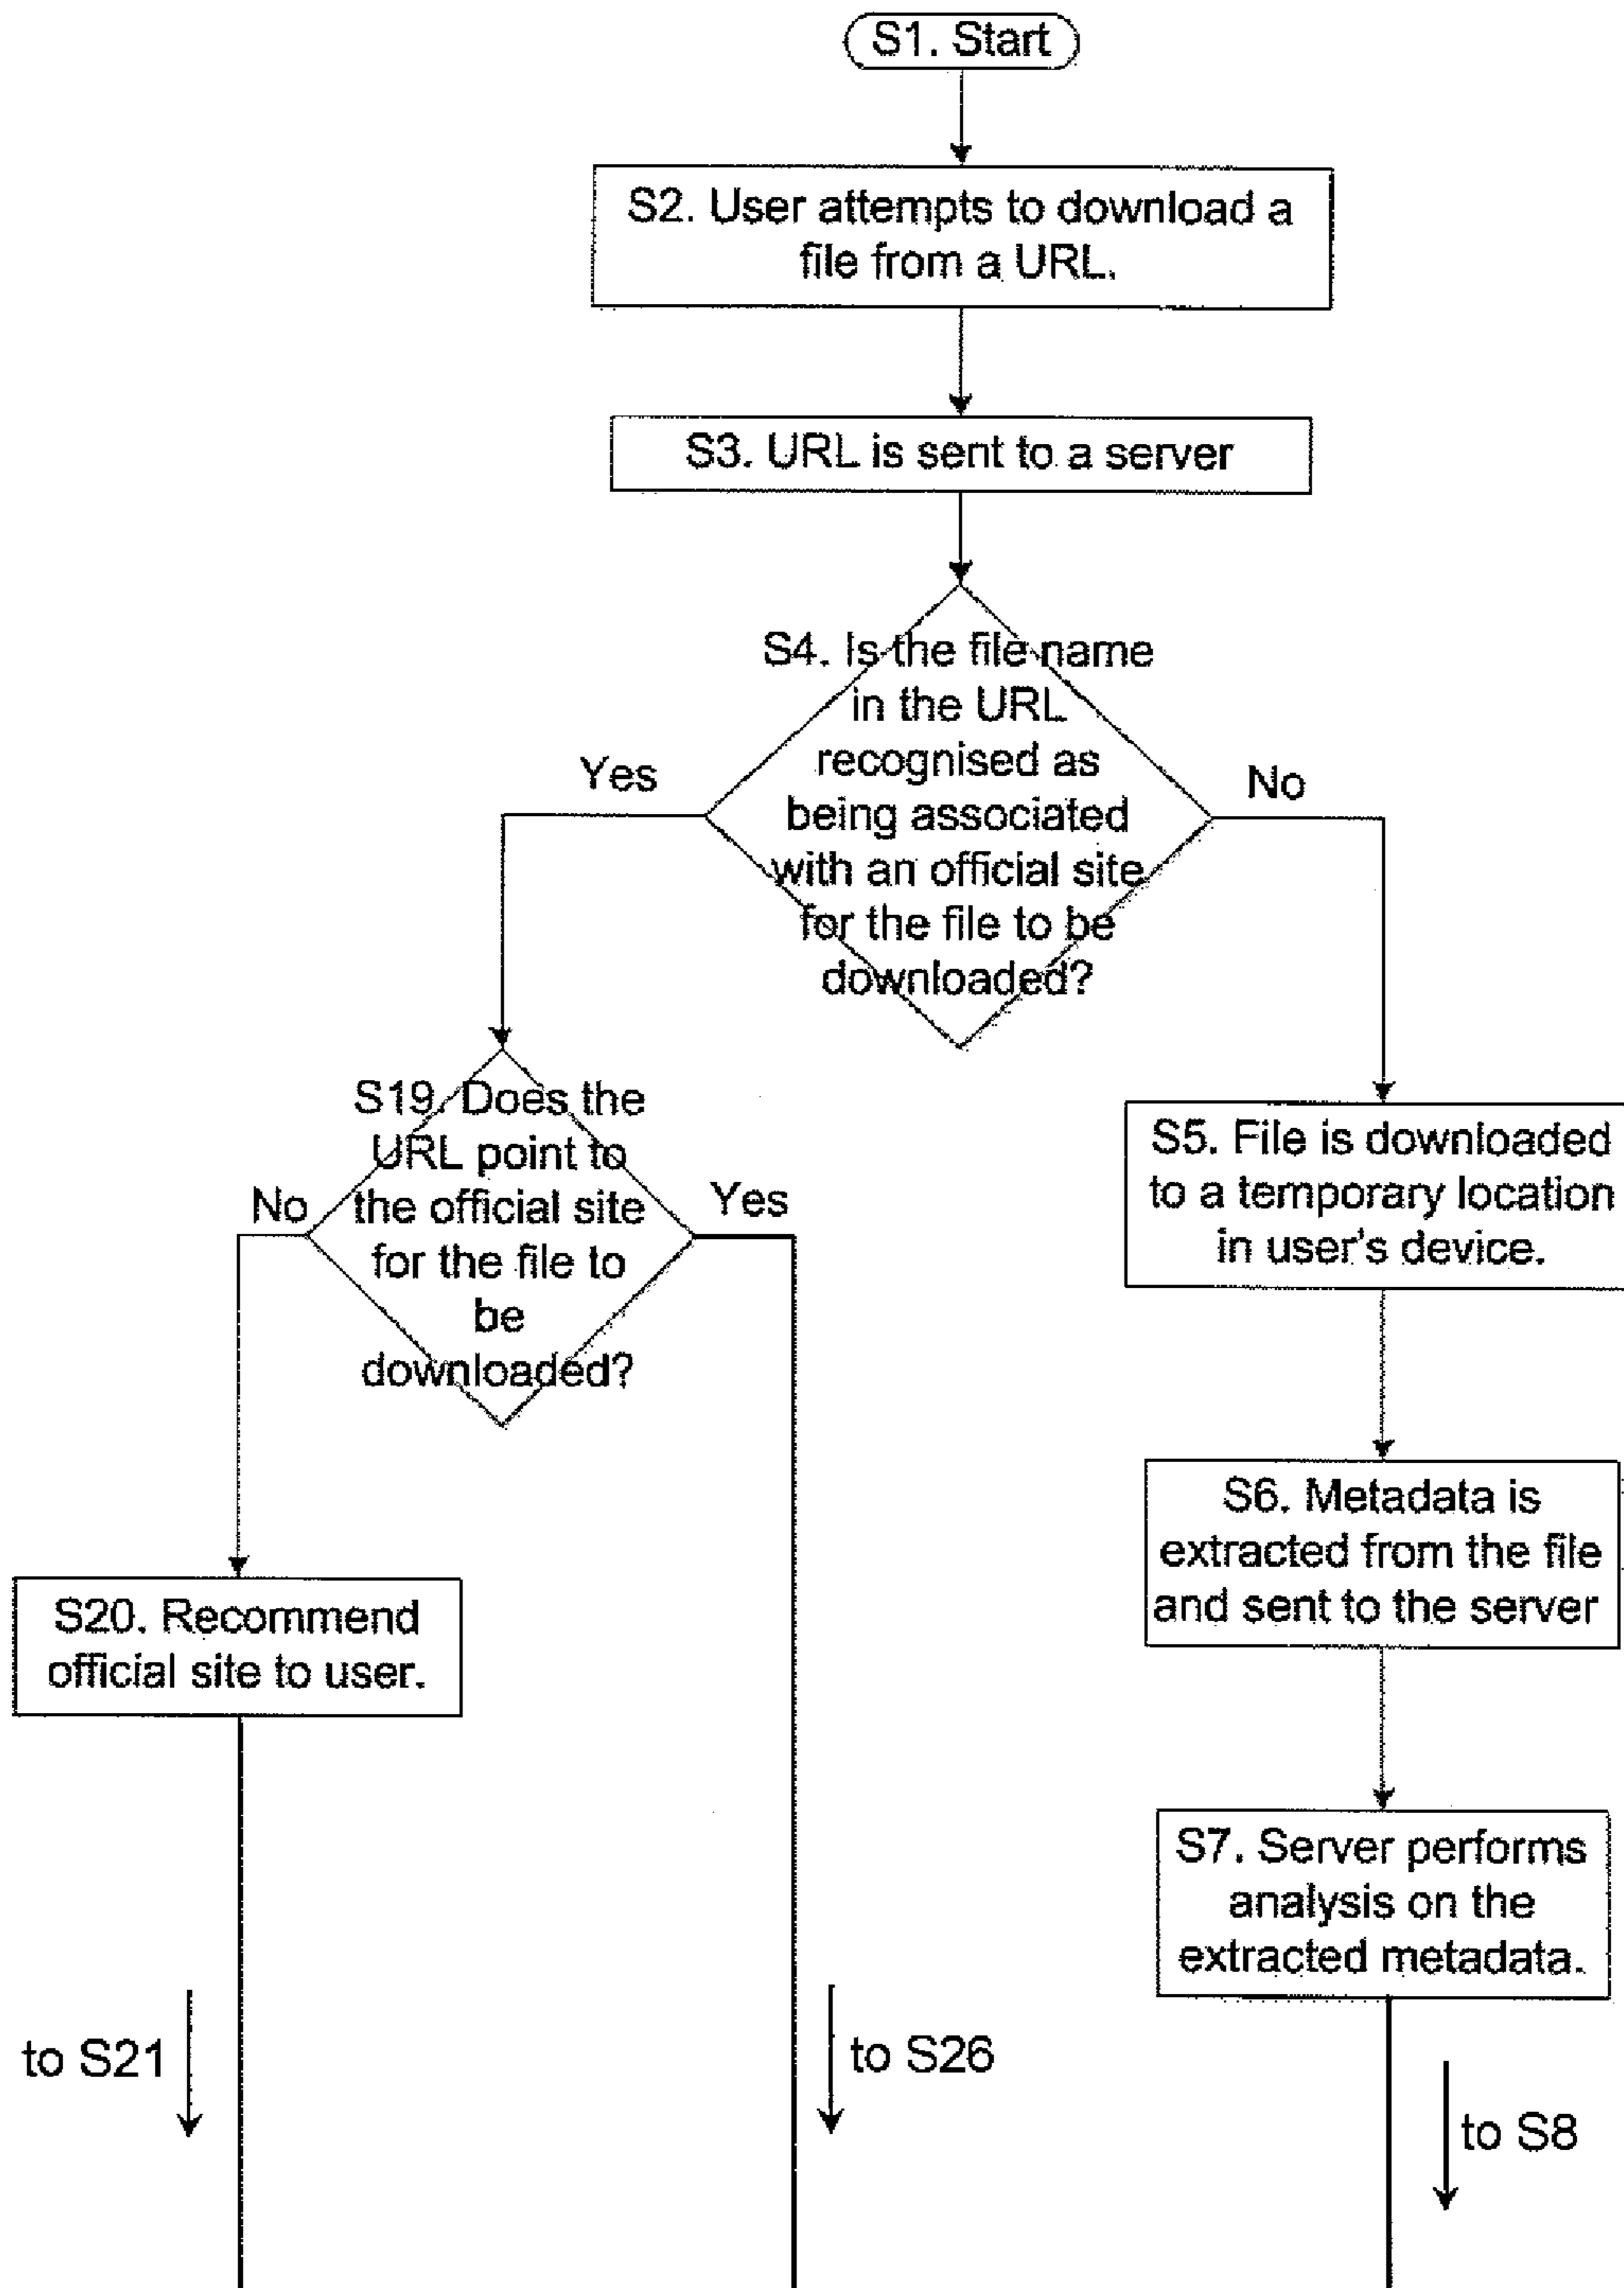 S1. Start
S2. User attempts to download a
file from a URL.
S3. URL is sent to a server
S4. Is the file name
in the URL
recognised as
being associated
with an official site
for the file to be
downloaded?
Yes
No
S19. Does the
URL point to
the official site
for the file to
be
downloaded?
No
Yes
S5. File is downloaded
to a temporary location
in user's device.
S6. Metadata is
extracted from the file
and sent to the server
S20. Recommend
official site to user.
S7. Server performs
analysis on the
extracted metadata.
to S21
to S26
to S8